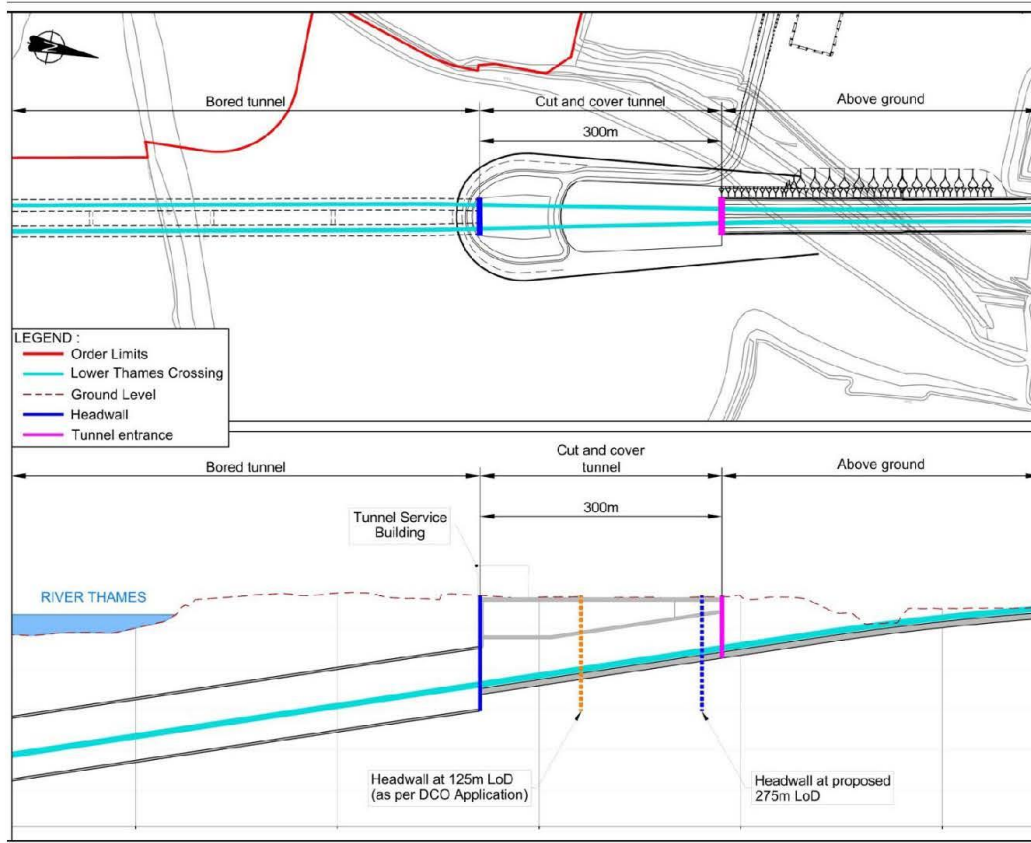 Bored tunnel
Cut and cover tunnel
Above ground
300m
LEGEND :
Order Limits
Lower Thames Crossing
Ground Level
Headwall
Tunnel entrance
Bored tunnel
Cut and cover
tunnel
Above ground
300m
Tunnel Service
Building
RIVER THAMES
Headwall at 125m LoD
(as per DCO Application)
Headwall at proposed
275m LoD